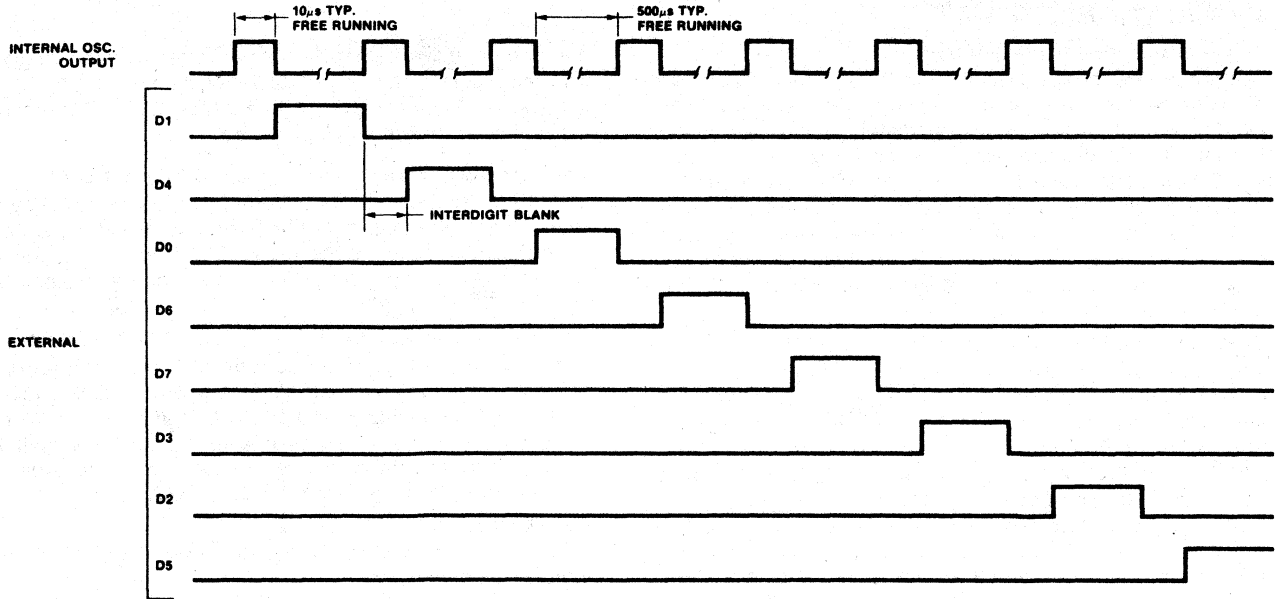 10μs TYP.
FREE RUNNING
500μs TYP.
FREE RUNNING
INTERNAL OSC.
OUTPUT
D1
D4
INTERDIGIT BLANK
D0
D6
EXTERNAL
D7
D3
D2
D5